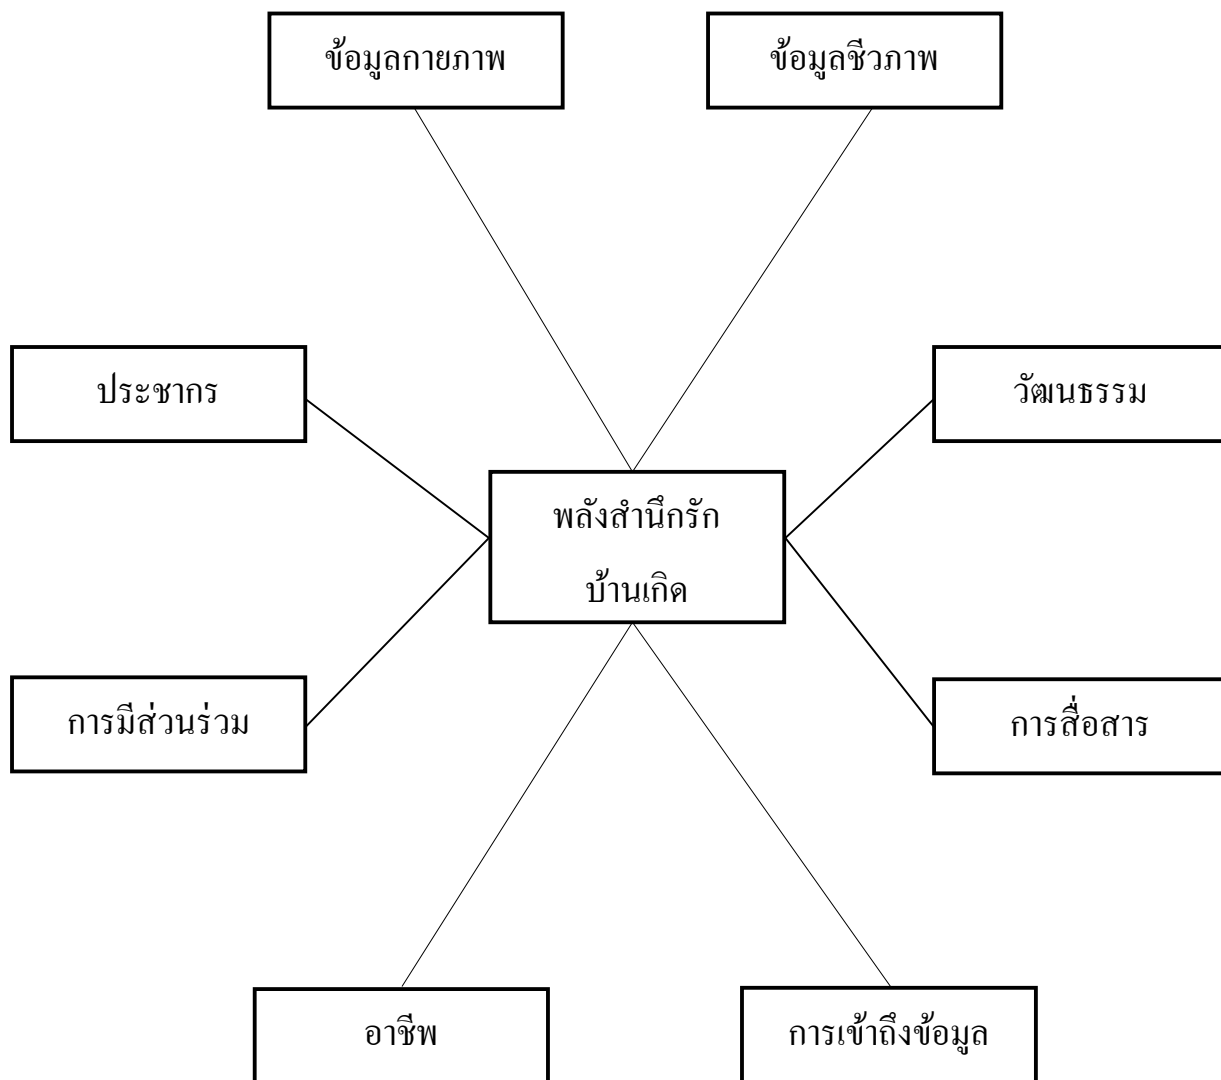 ข้อมูลกายภาพ
ข้อมูลชีวภาพ
ประชากร
วัฒนธรรม
พลังสำนึกรัก
บ้านเกิด
การมีส่วนร่วม
การสื่อสาร
อาชีพ
การเข้าถึงข้อมูล